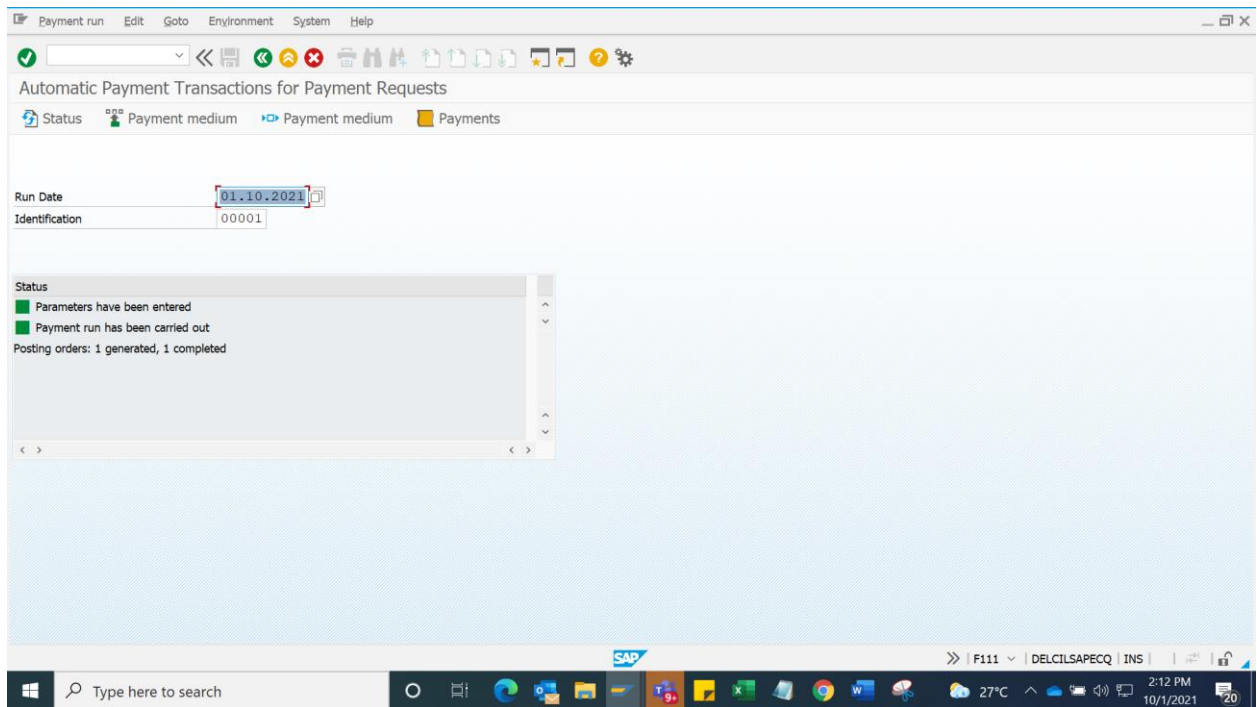 Payment run Edit Goto Environment System Help
Automatic Payment Transactions for Payment Requests
Status Payment medium Payment medium Payments
Run Date 01.10.2021
Identification 00001
Status
Parameters have been entered
Payment run has been carried out
Posting orders: 1 generated, 1 completed
SAP F111 DELCILSAPECQ INS
Type here to search 9+ 27°C 2:12 PM
10/1/2021 20